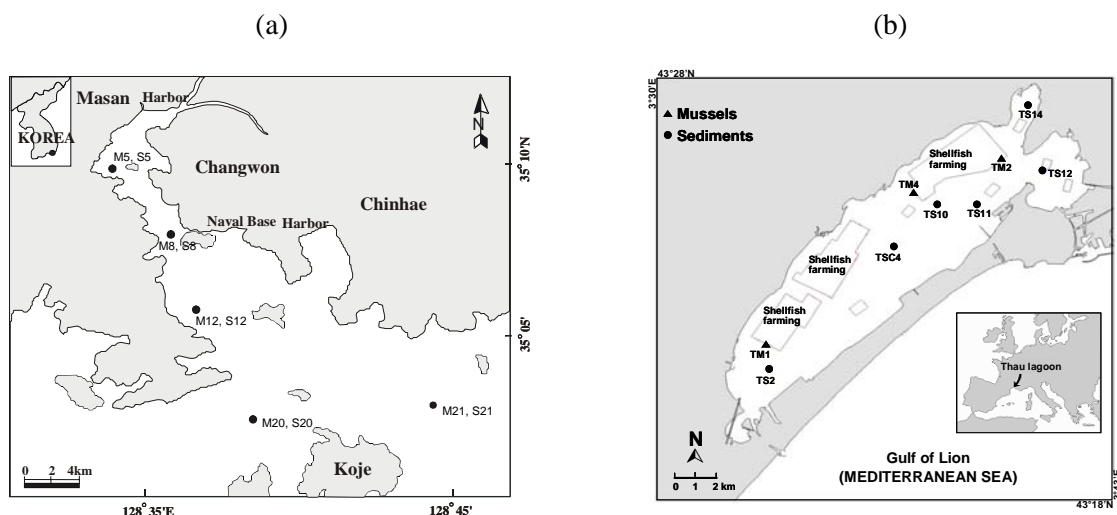 (a)
(b)
KOREA
Masan Harbor
N
M5, S5
Changwon
35°10'N
Chinhae
Naval Base Harbor
M8, S8
M12, S12
35°05'
M20, S20
M21, S21
Koje
0 2 4km
128°35'E
128°45'
43°28'N
3°30'E
Mussels
Sediments
TS14
Shellfish
farming
TM2
TS12
TM4
TS10
TS11
TSC4
Shellfish
farming
Shellfish
farming
TM1
TS2
Thau lagoon
N
0 1 2 km
Gulf of Lion
(MEDITERRANEAN SEA)
43°18'N